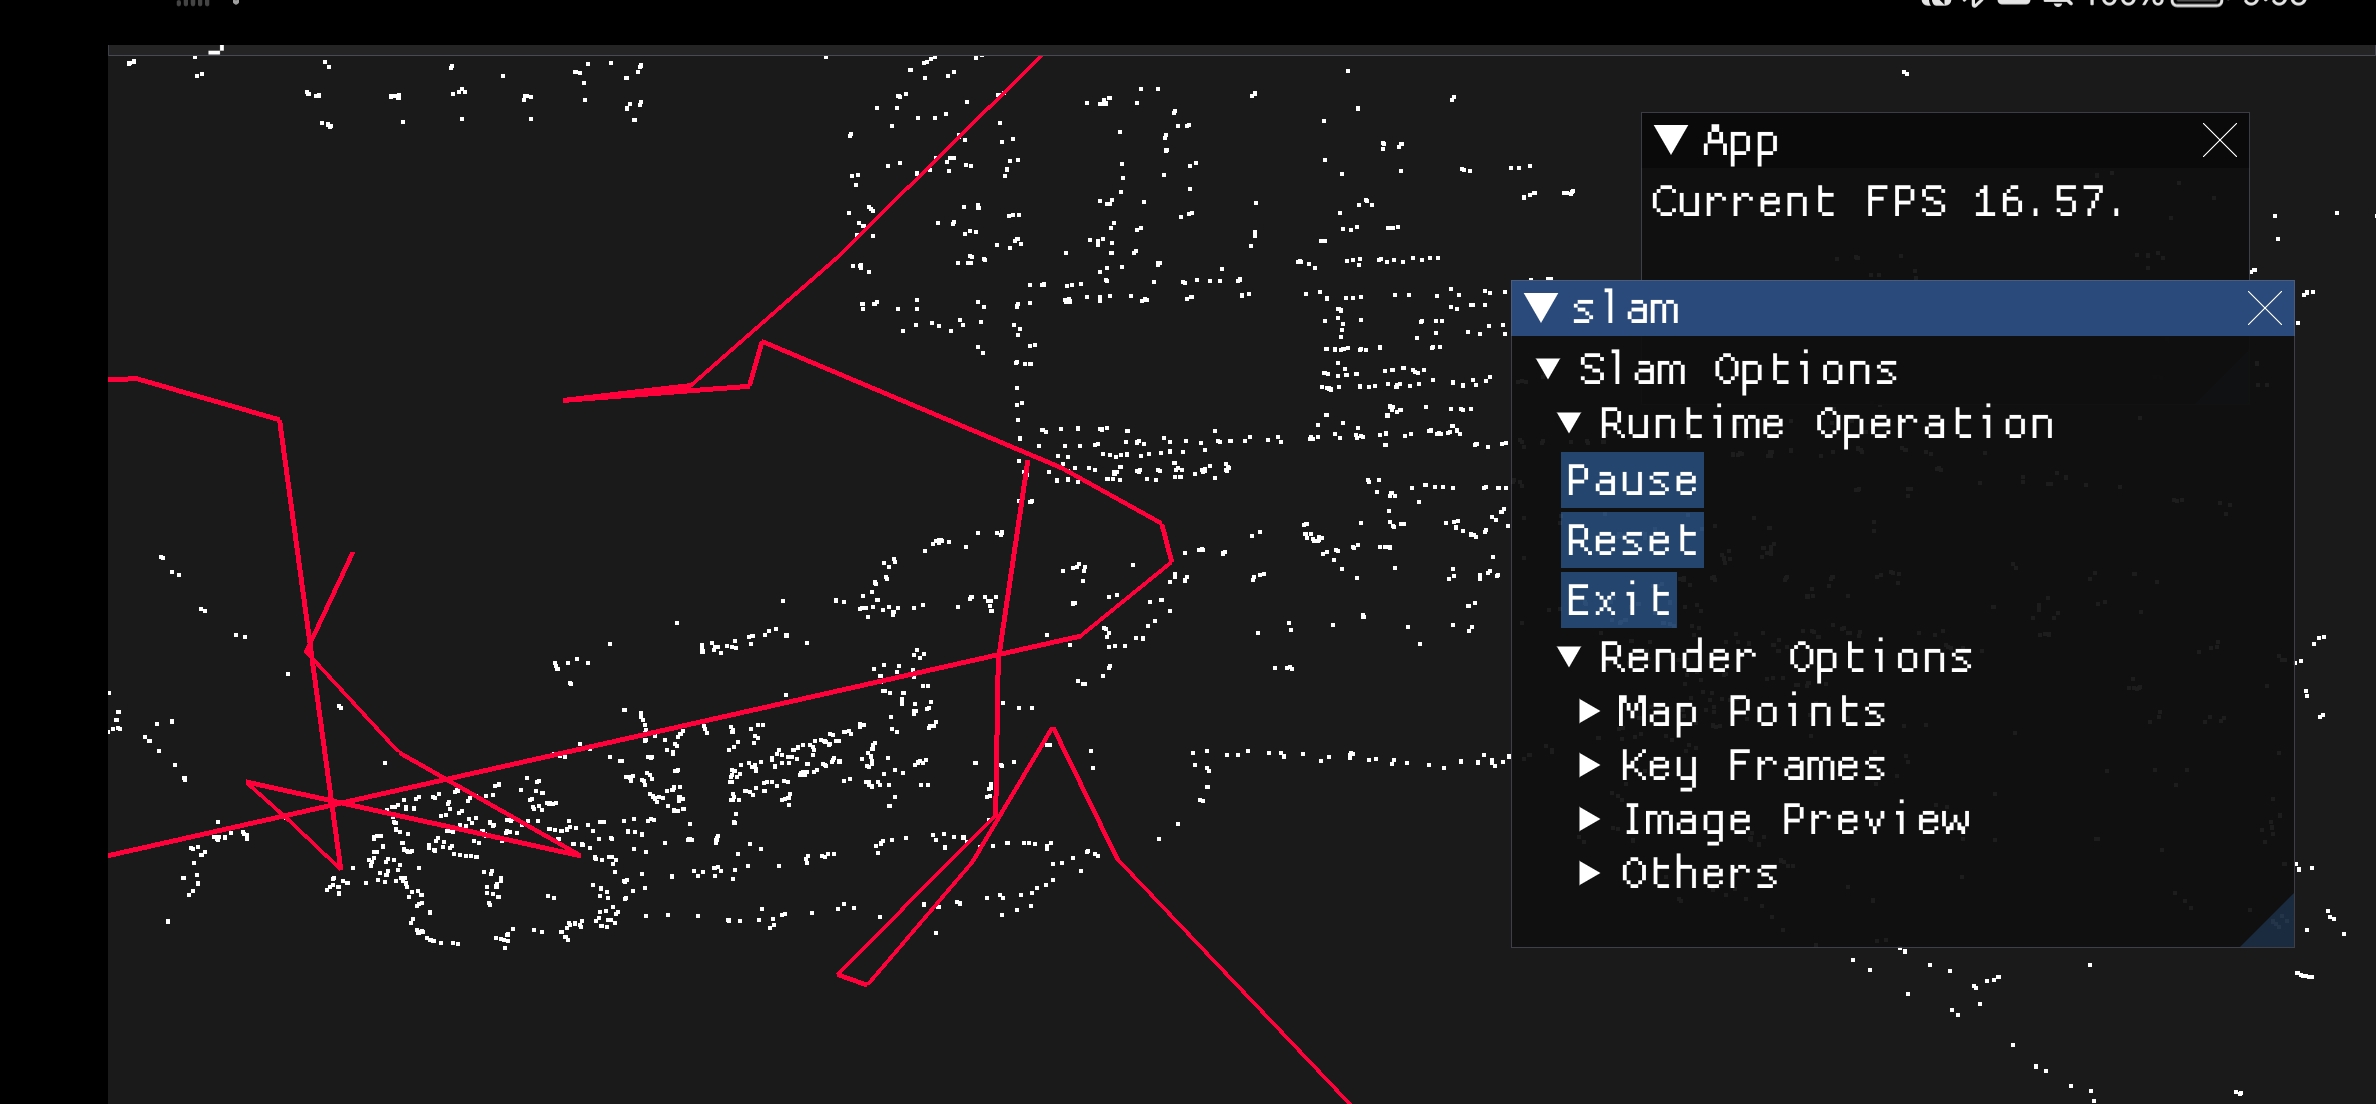 App
Current FPS 16.57.
slam
Slam Options
Runtime Operation
Pause
Reset
Exit
Render Options
Map Points
Key Frames
Image Preview
Others